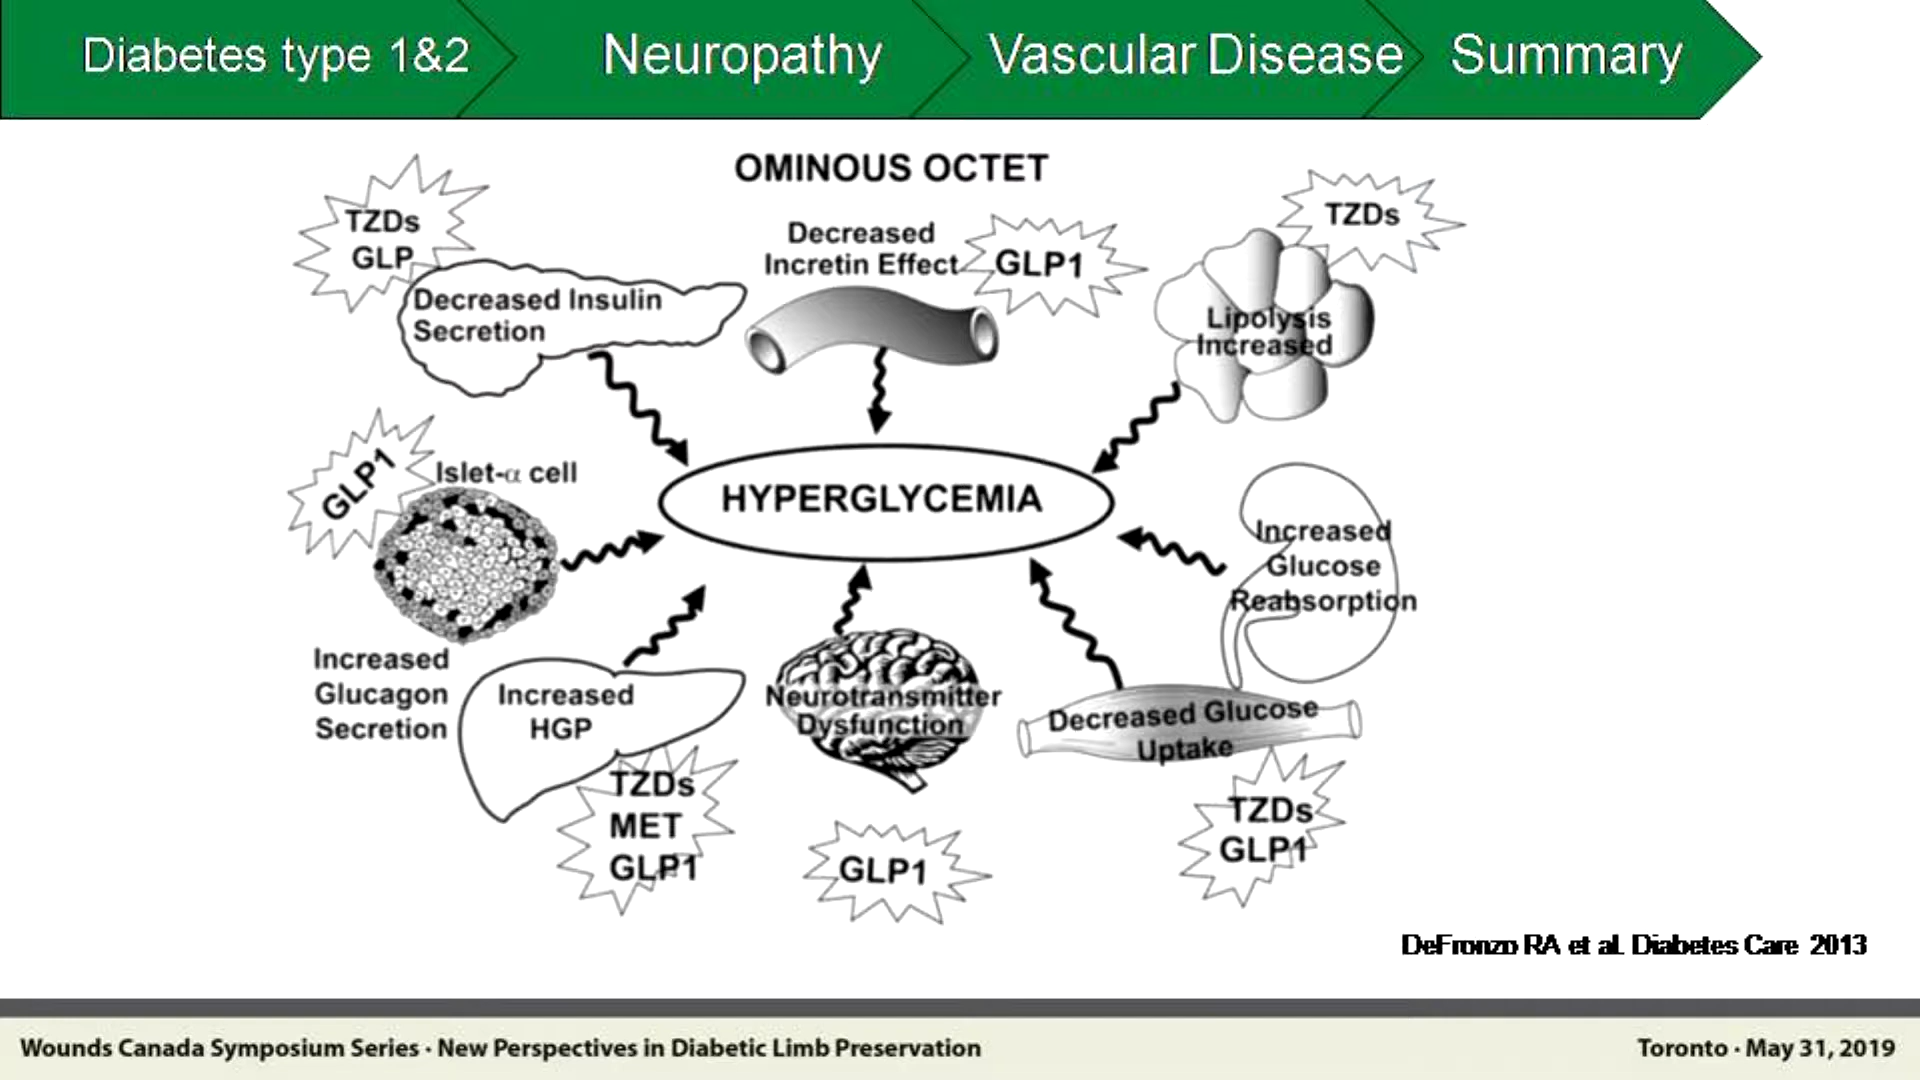 Diabetes type 1&2
Neuropathy
Vascular Disease
Summary
OMINOUS OCTET
TZDs
GLP
Decreased Insulin
Secretion
Decreased
Incretin Effect
GLP1
TZDs
Lipolysis
Increased
GLP1
Islet-α cell
HYPERGLYCEMIA
Increased
Glucose
Reabsorption
Increased
Glucagon
Secretion
Increased
HGP
TZDs
MET
GLP1
Neurotransmitter
Dysfunction
GLP1
Decreased Glucose
Uptake
TZDs
GLP1
DeFronzo RA et al. Diabetes Care 2013
Wounds Canada Symposium Series · New Perspectives in Diabetic Limb Preservation
Toronto · May 31, 2019